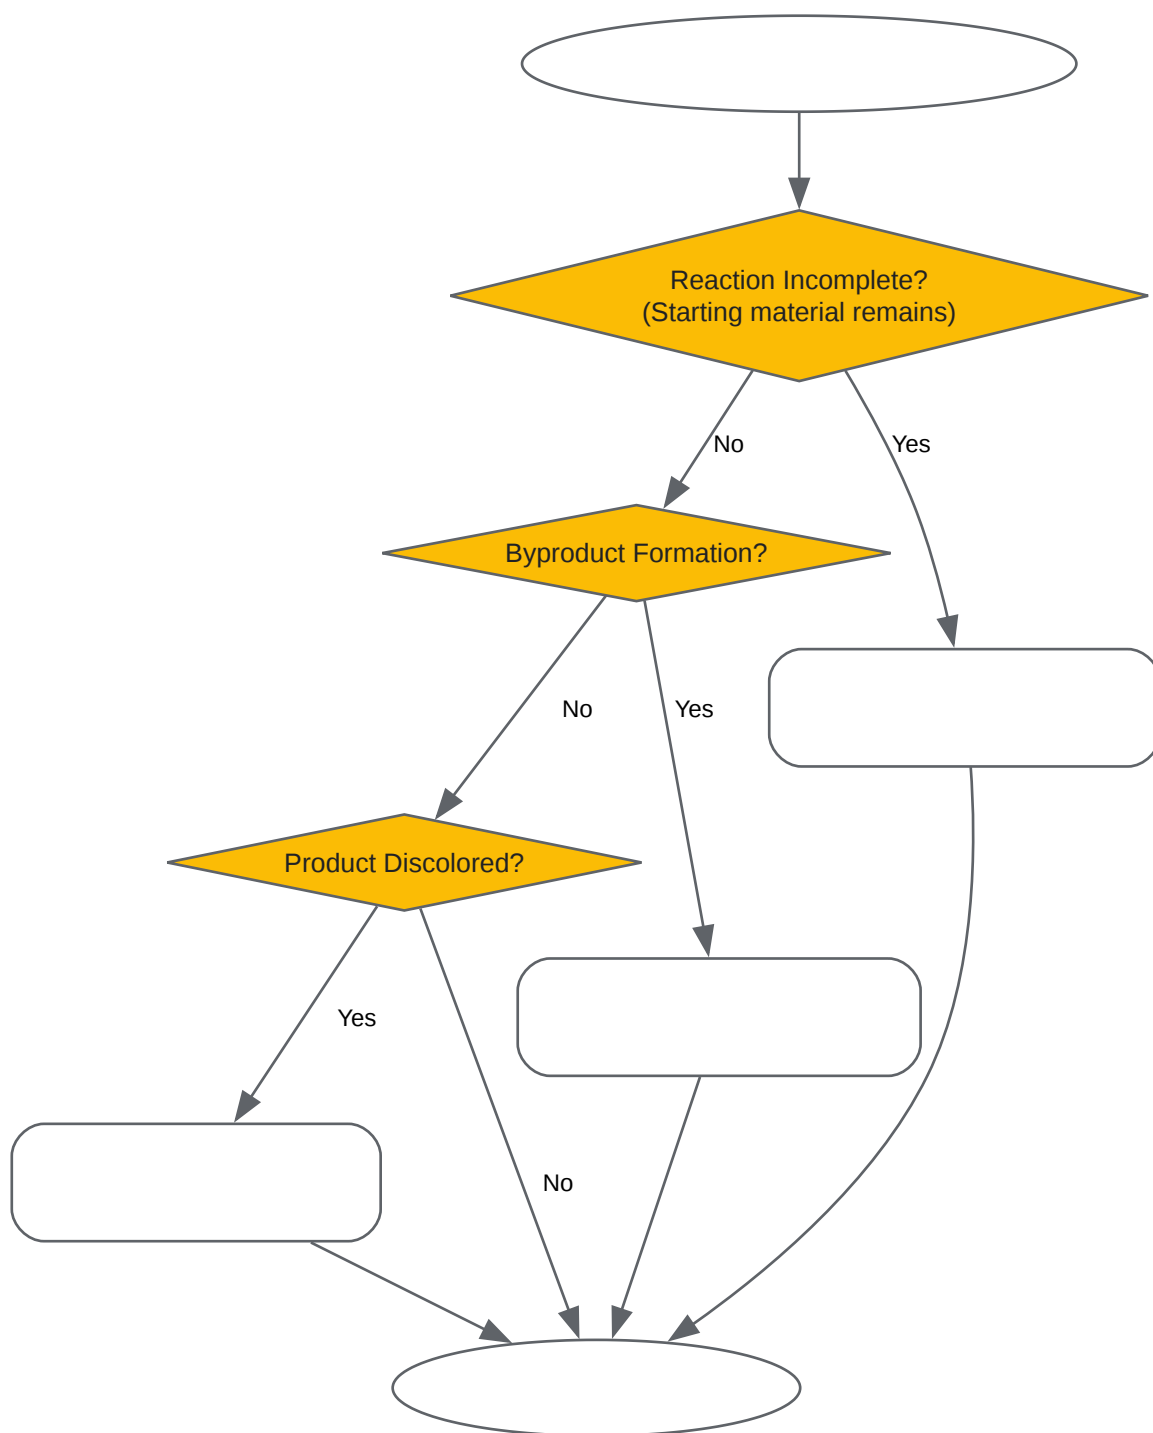 Reaction Incomplete?
(Starting material remains)
No
Yes
Byproduct Formation?
No
Yes
Product Discolored?
Yes
No